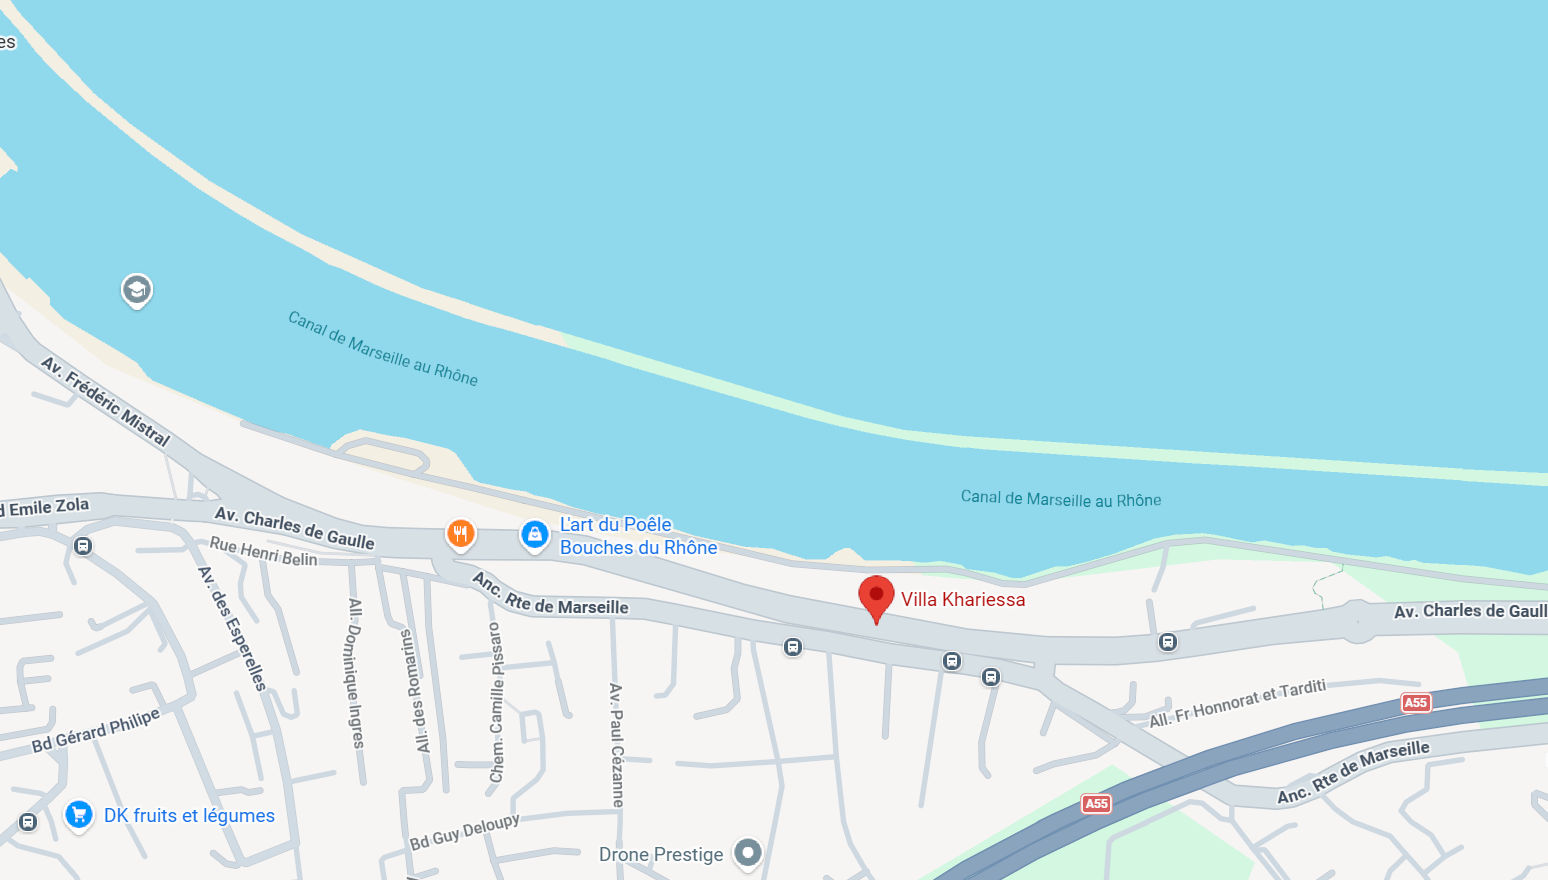 es
Canal de Marseille au Rhône
Av. Frédéric Mistral
Canal de Marseille au Rhône
d Emile Zola
Av. Charles de Gaulle
L'art du Poêle
Bouches du Rhône
Rue Henri Belin
Anc. Rte de Marseille
Villa Khariessa
Av. Charles de Gaull
Av. des Esperelles
All. Dominique Ingres
All. des Romarins
Chem. Camille Pissaro
Av. Paul Cézanne
All. Fr Honnorat et Tarditi
A55
Bd Gérard Philipe
Anc. Rte de Marseille
A55
DK fruits et légumes
Bd Guy Deloupy
Drone Prestige